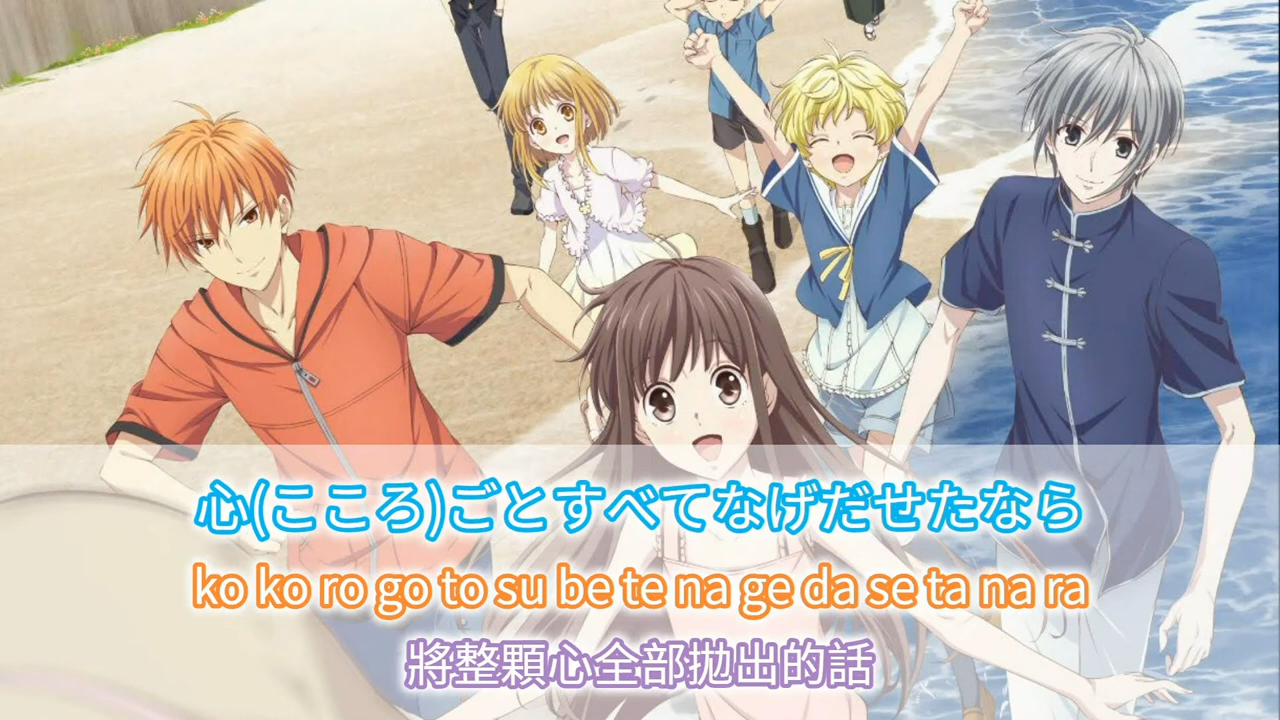 心(こころ)ごとすべてなげだせたなら
ko ko ro go to su be te na ge da se ta na ra
將整顆心全部拋出的話